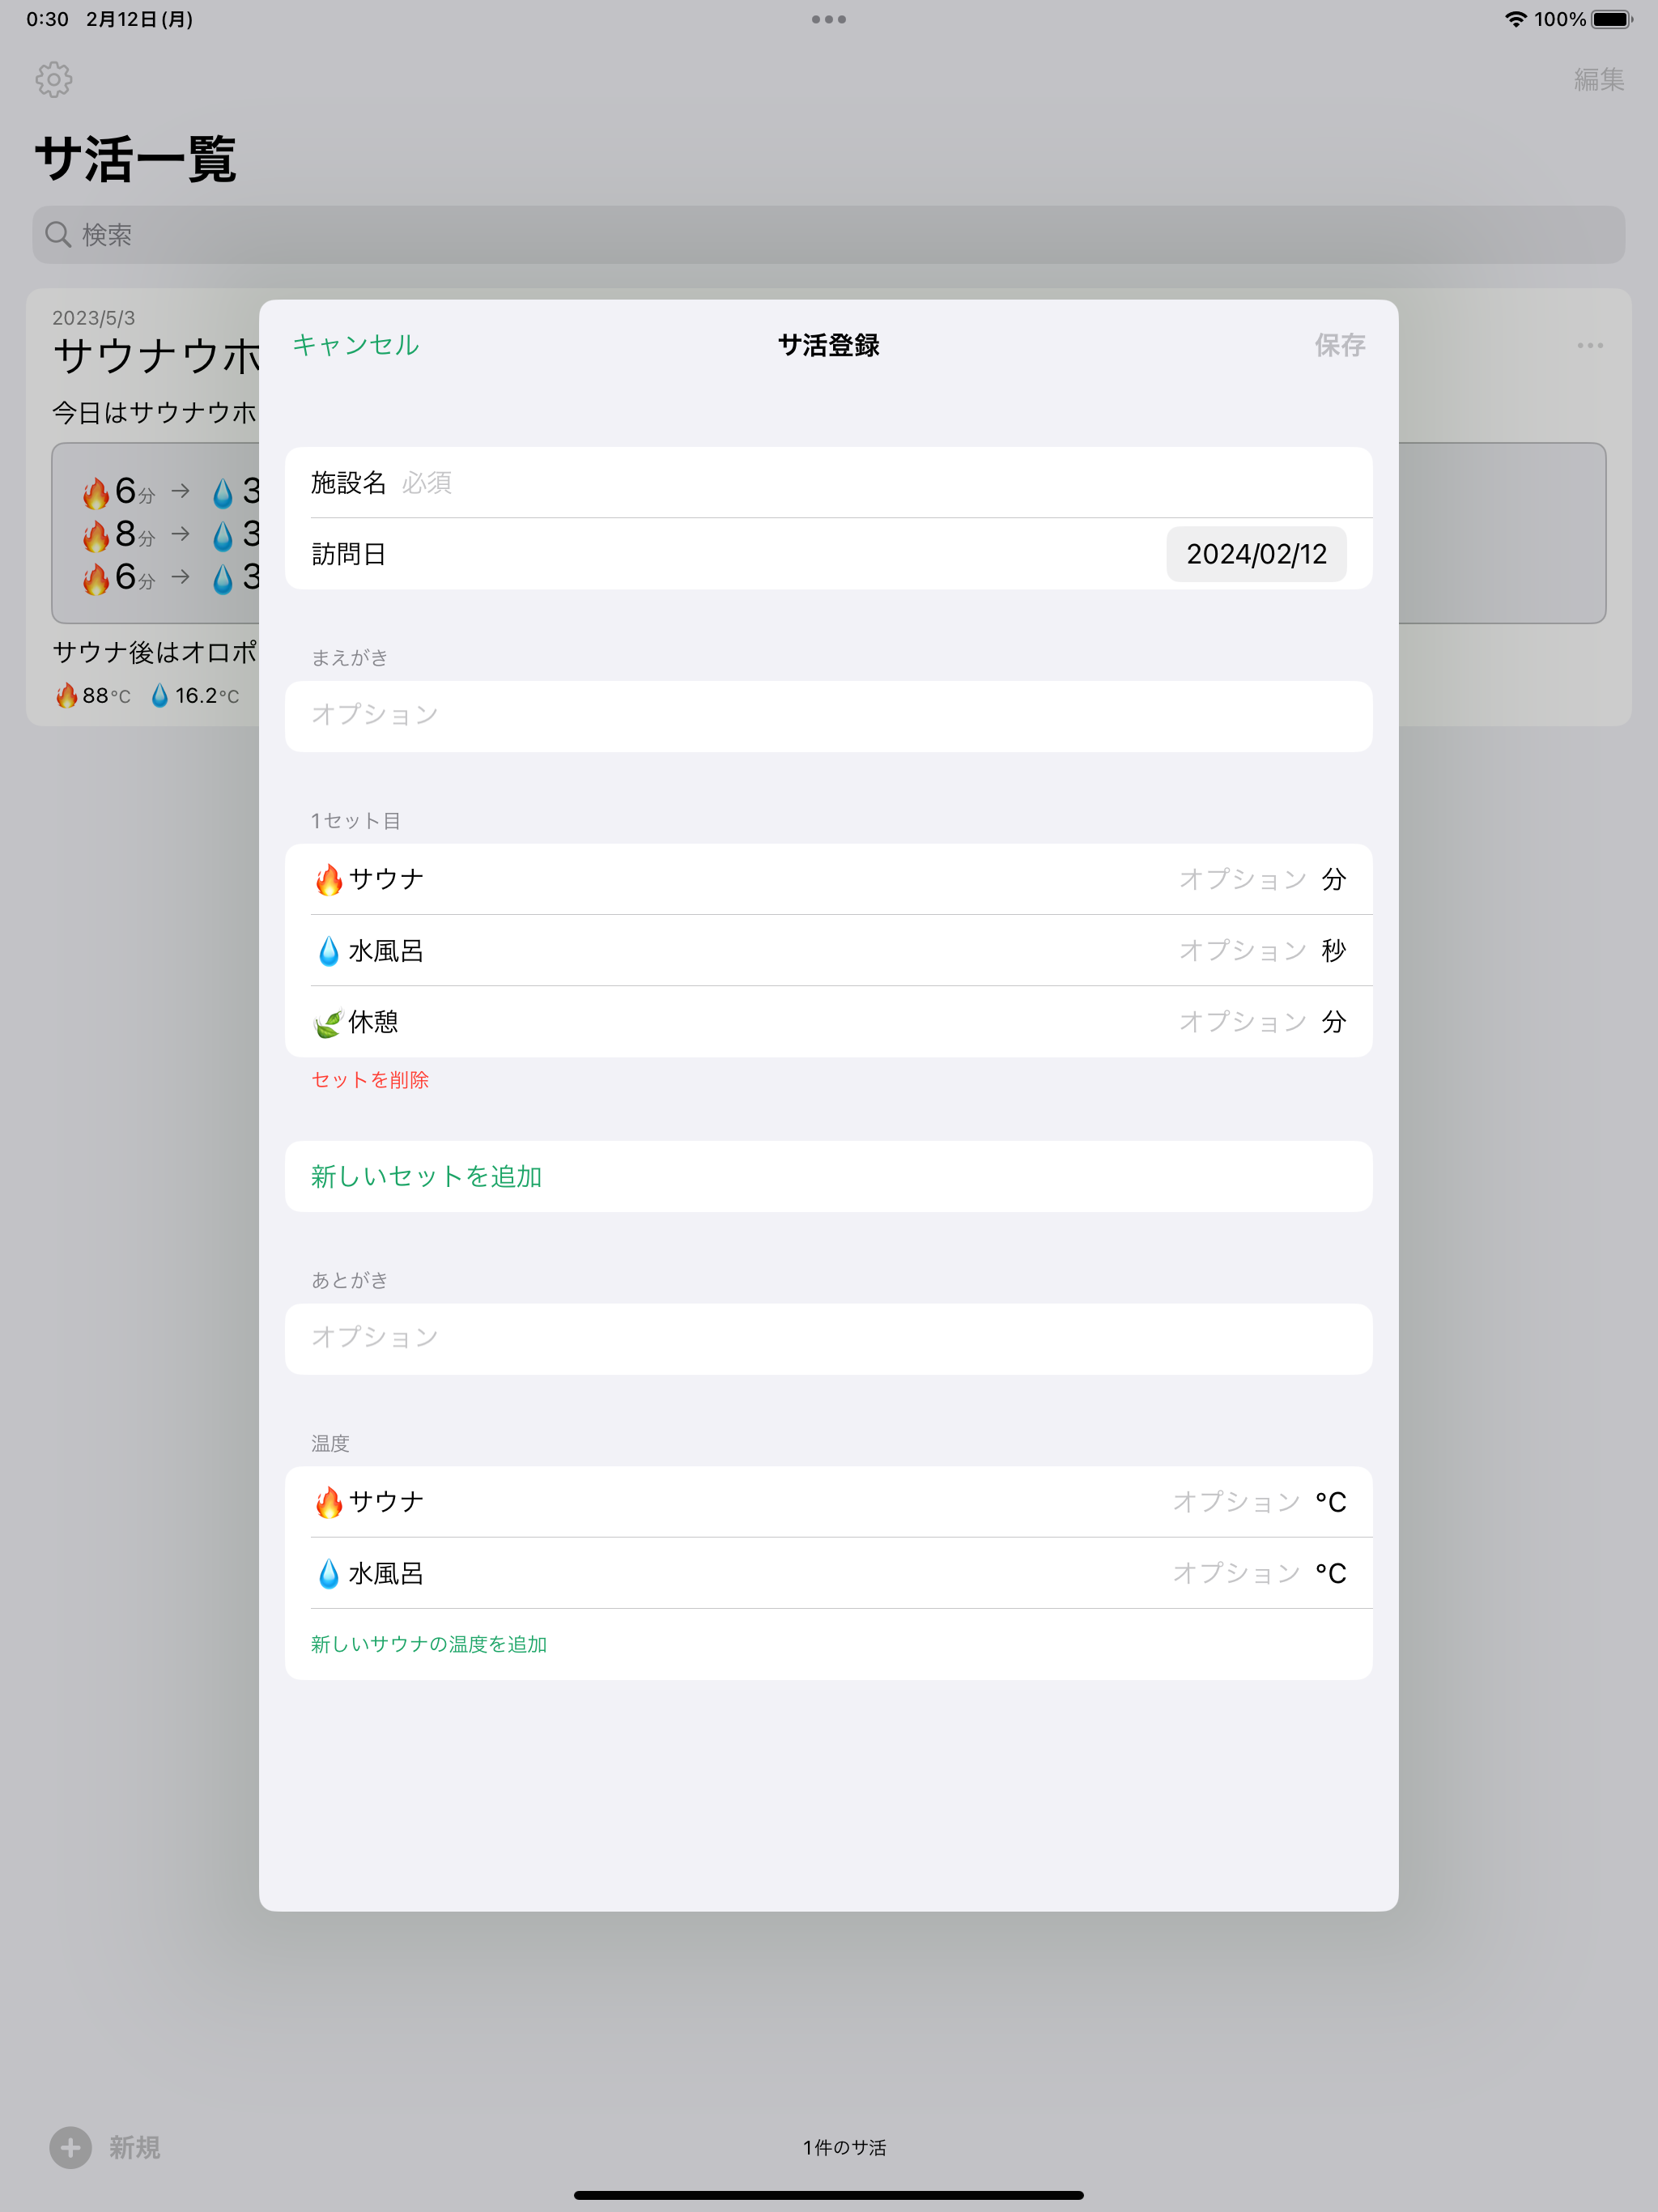 0:30 2月12日(月)
100%
編集
サ活一覧
検索
2023/5/3
サウナウホ
今日はサウナウホ
6分 → 3
8分 → 3
6分 → 3
サウナ後はオロポ
88°C 16.2°C
キャンセル サ活登録 保存
施設名 必須
訪問日 2024/02/12
まえがき
オプション
1セット目
サウナ オプション 分
水風呂 オプション 秒
休憩 オプション 分
セットを削除
新しいセットを追加
あとがき
オプション
温度
サウナ オプション °C
水風呂 オプション °C
新しいサウナの温度を追加
新規
1件のサ活